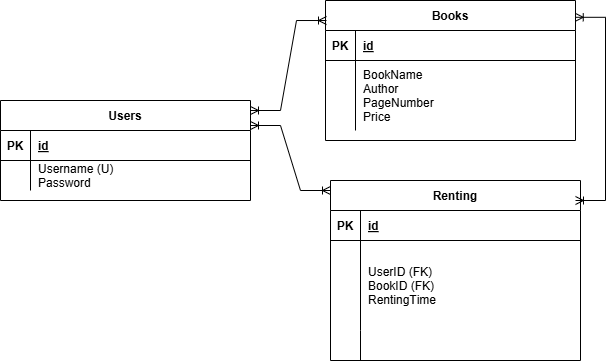 Books
PK id
BookName
Author
PageNumber
Price
Users
PK id
Username (U)
Password
Renting
PK id
UserID (FK)
BookID (FK)
RentingTime